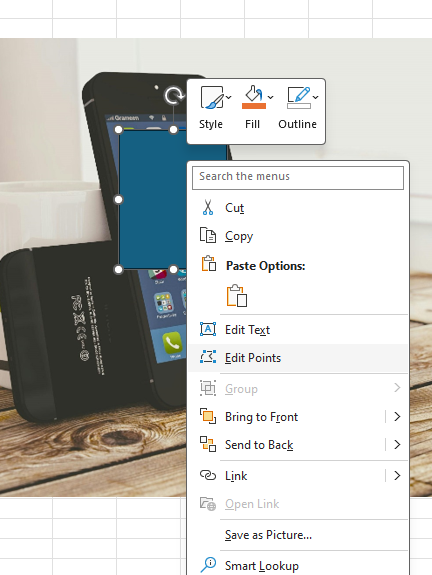 Gramum
Style
Fill
Outline
Search the menus
Cut
Copy
Paste Options:
Edit Text
Edit Points
Group
Bring to Front
Send to Back
Link
Open Link
Save as Picture...
Smart Lookup